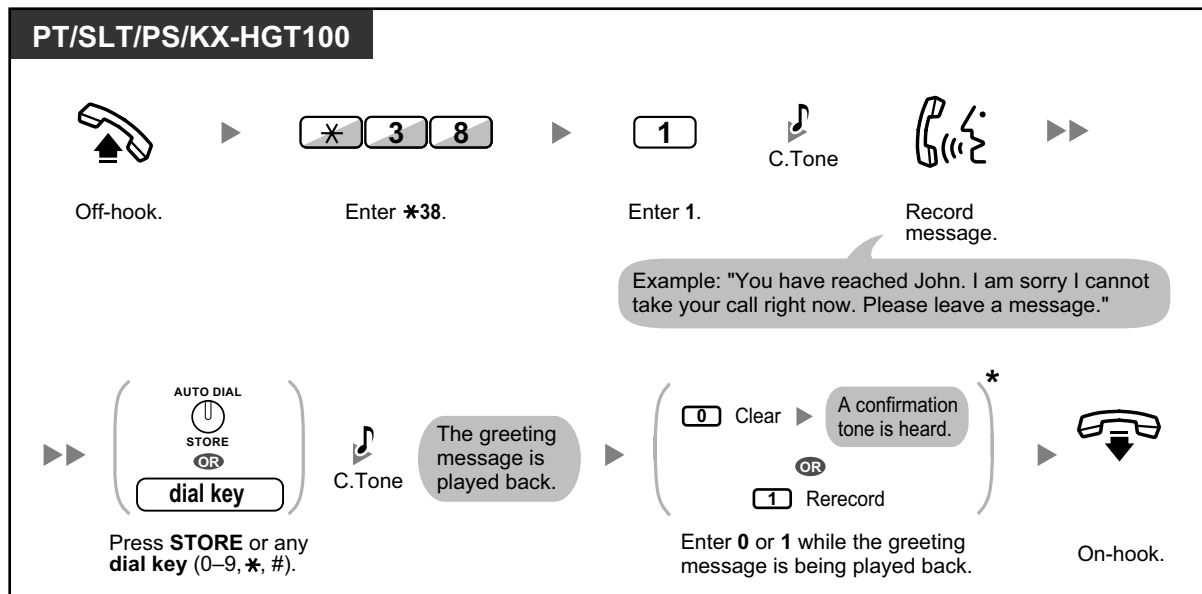 PT/SLT/PS/KX-HGT100
✳ 3 8
1
C.Tone
Off-hook.
Enter ✳38.
Enter 1.
Record
message.
Example: "You have reached John. I am sorry I cannot
take your call right now. Please leave a message."
AUTO DIAL
STORE
OR
dial key
C.Tone
The greeting
message is
played back.
0 Clear
A confirmation
tone is heard.
*
OR
1 Rerecord
Press STORE or any
dial key (0–9, ✳, #).
Enter 0 or 1 while the greeting
message is being played back.
On-hook.